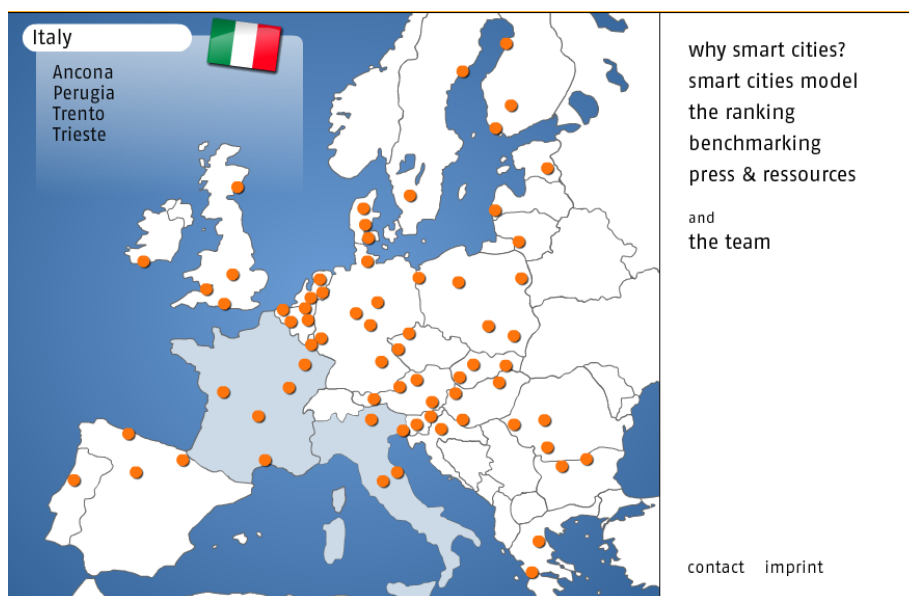 Italy
Ancona
Perugia
Trento
Trieste
why smart cities?
smart cities model
the ranking
benchmarking
press & ressources
and
the team
contact imprint